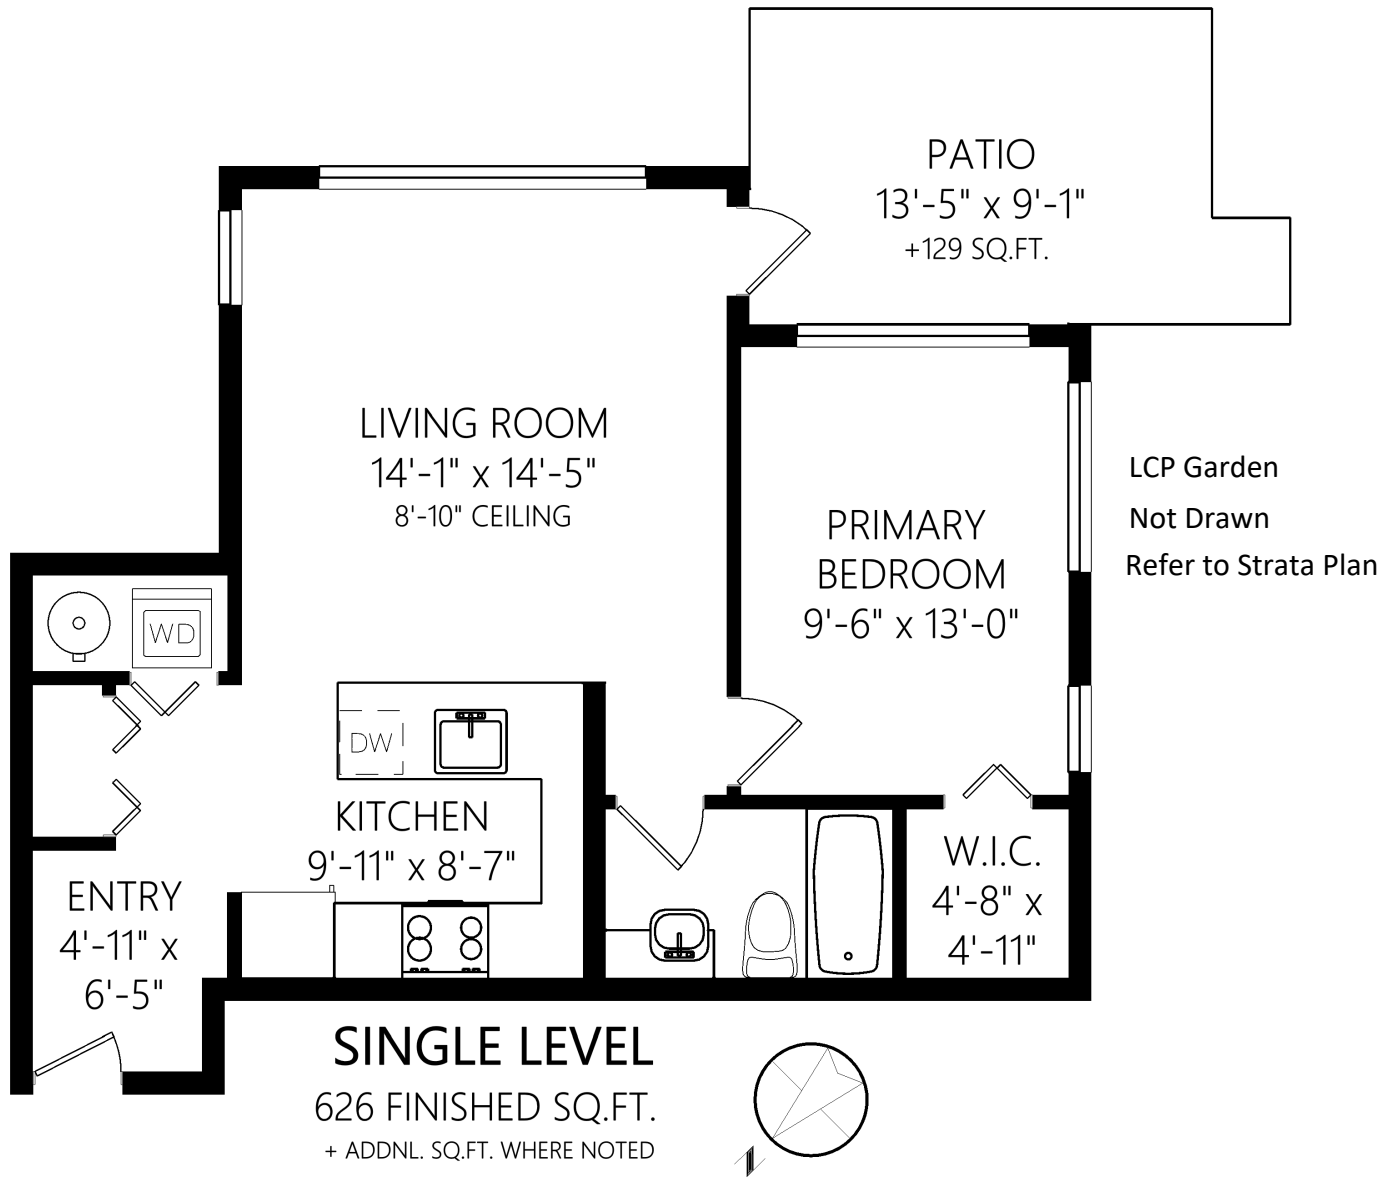 PATIO
13'-5" x 9'-1"
+129 SQ.FT.
LIVING ROOM
14'-1" x 14'-5"
8'-10" CEILING
LCP Garden
Not Drawn
Refer to Strata Plan
PRIMARY
BEDROOM
9'-6" x 13'-0"
WD
DW
KITCHEN
9'-11" x 8'-7"
W.I.C.
4'-8" x
4'-11"
ENTRY
4'-11" x
6'-5"
SINGLE LEVEL
626 FINISHED SQ.FT.
+ ADDNL. SQ.FT. WHERE NOTED
N